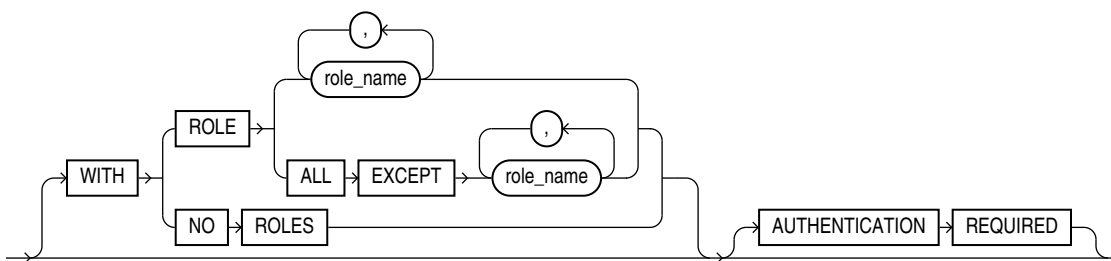 ,
role_name
ROLE
,
WITH ALL EXCEPT role_name
NO ROLES AUTHENTICATION REQUIRED